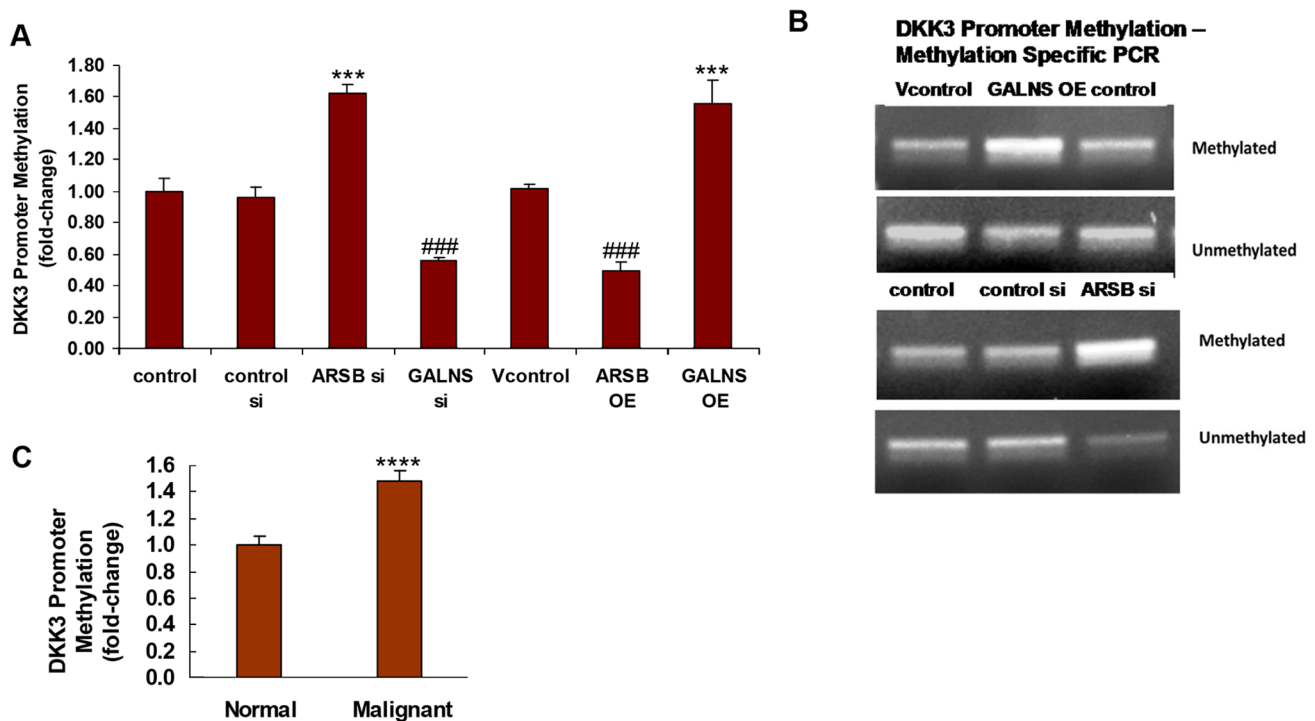 A
DKK3 Promoter Methylation
(fold-change)
1.80
1.60
1.40
1.20
1.00
0.80
0.60
0.40
0.20
0.00
***
###
###
***
control
control
si
ARSB si
GALNS
si
Vcontrol
ARSB
OE
GALNS
OE
B
DKK3 Promoter Methylation –
Methylation Specific PCR
Vcontrol GALNS OE control
Methylated
Unmethylated
control control si ARSB si
Methylated
Unmethylated
C
DKK3 Promoter
Methylation
(fold-change)
1.6
1.4
1.2
1.0
0.8
0.6
0.4
0.2
0.0
****
Normal
Malignant